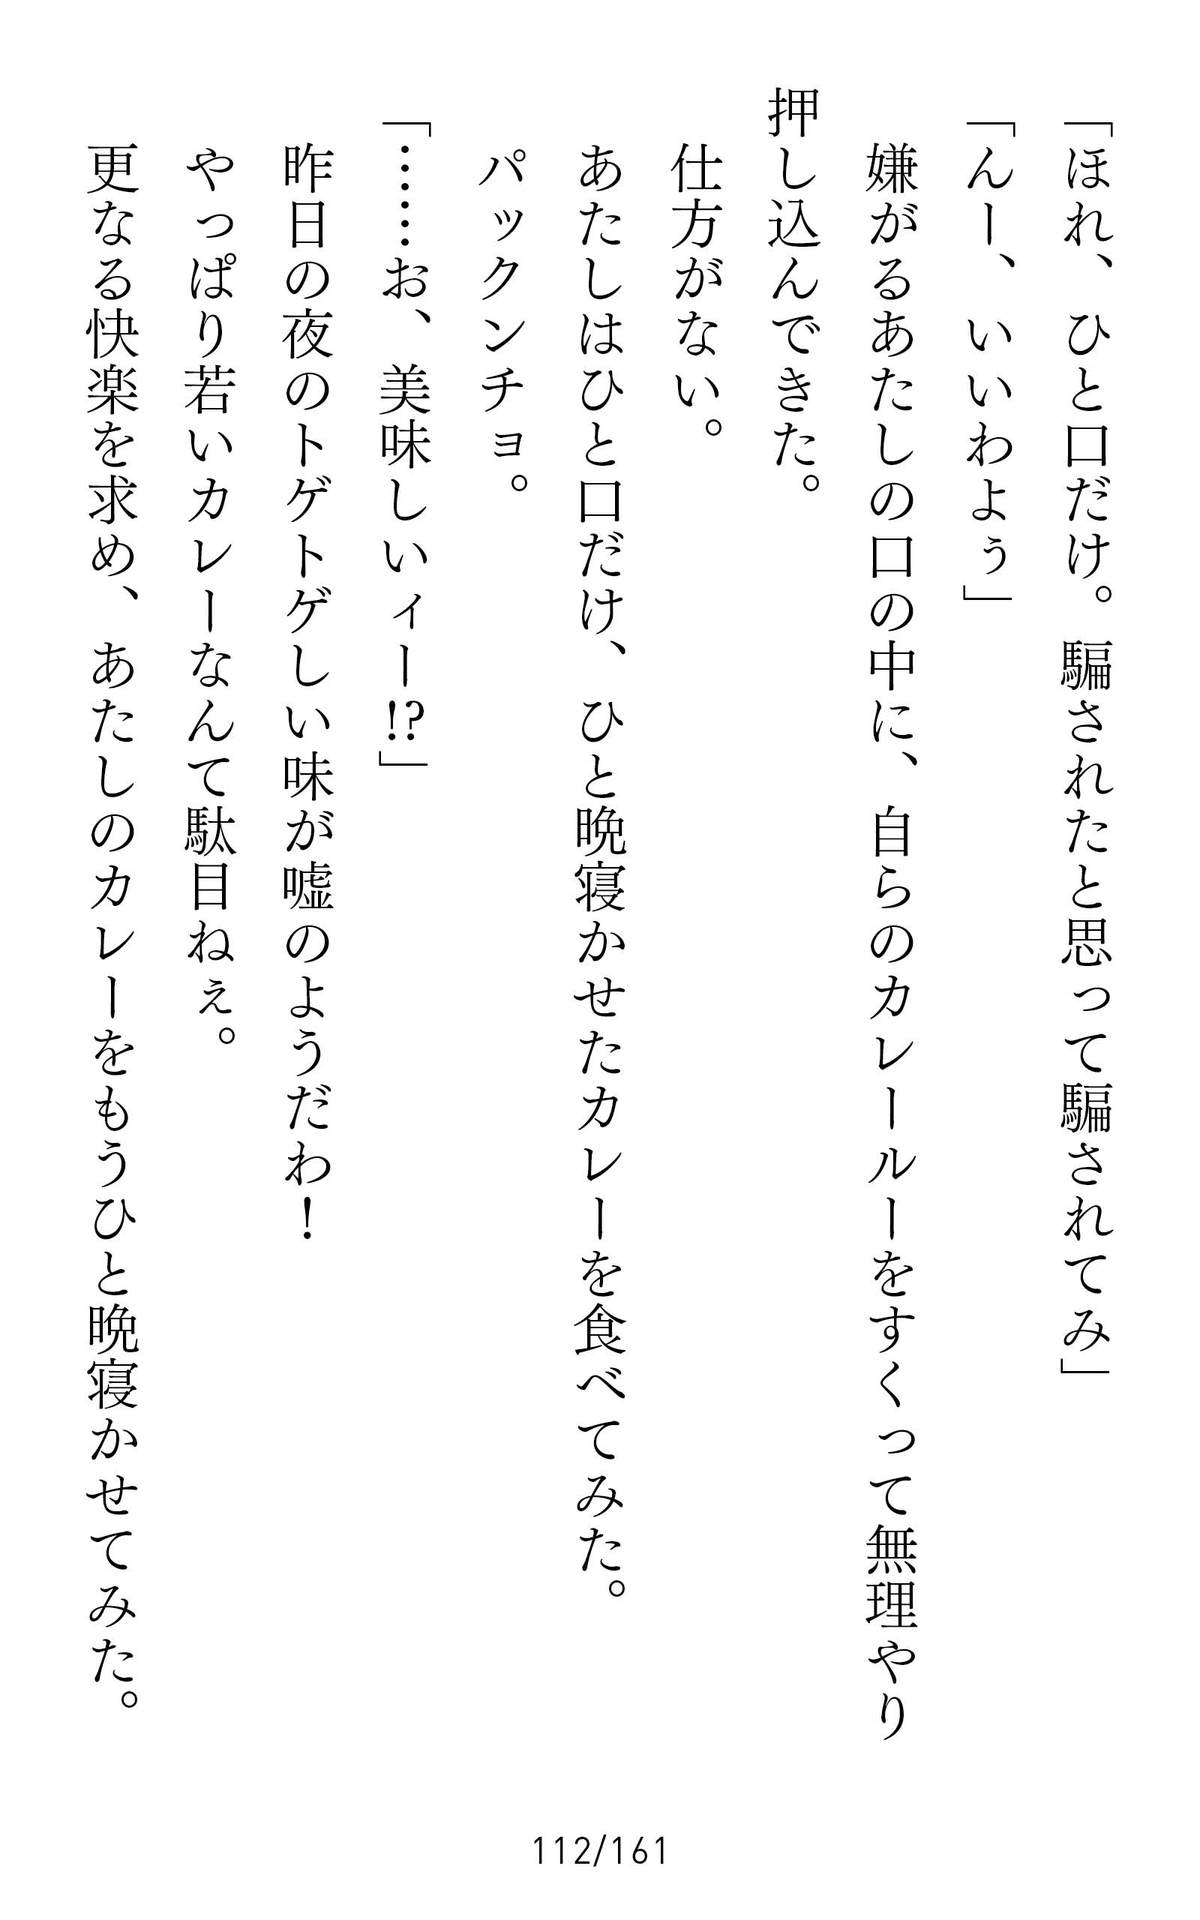 「ほれ、ひと口だけ。騙されたと思って騙されてみ」
「んー、いいわよぅ」
　嫌がるあたしの口の中に、自らのカレールーをすくって無理やり
押し込んできた。
　仕方がない。
　あたしはひと口だけ、ひと晩寝かせたカレーを食べてみた。
　パックンチョ。
「……お、美味しいィー!?」
　昨日の夜のトゲトゲしい味が嘘のようだわ！
　やっぱり若いカレーなんて駄目ねぇ。
　更なる快楽を求め、あたしのカレーをもうひと晩寝かせてみた。
112/161